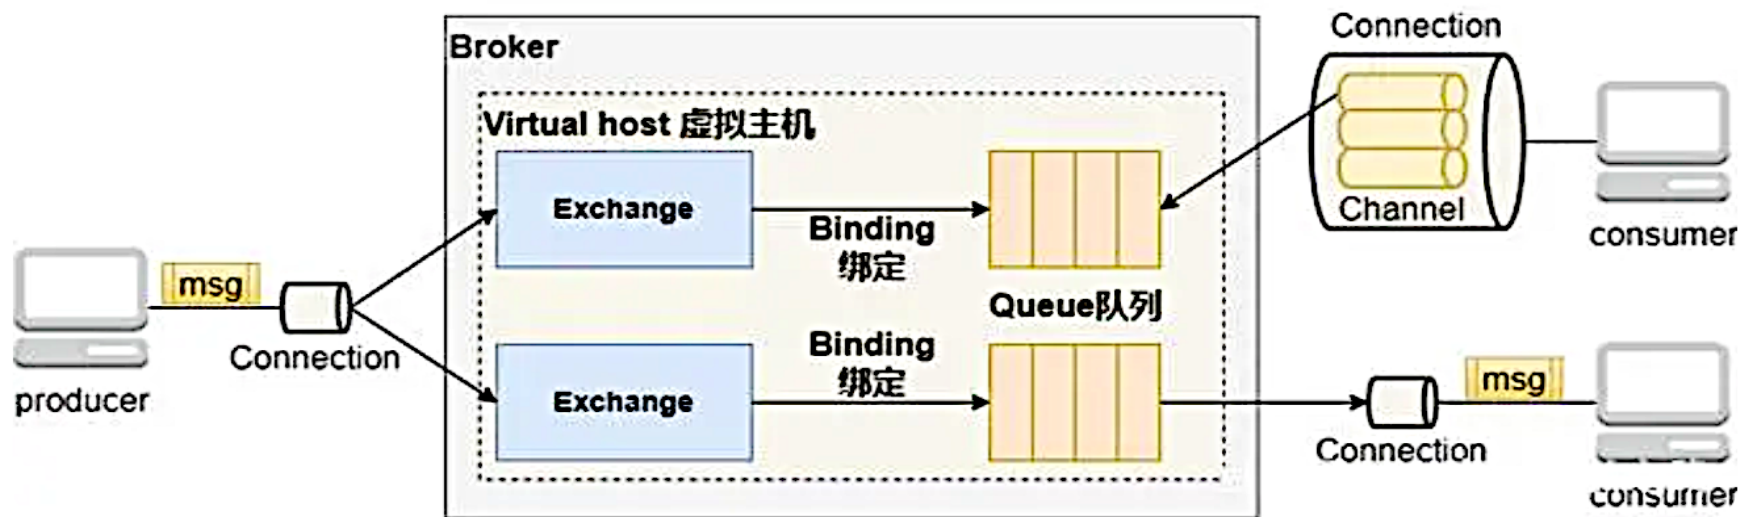 Connection
Broker
Virtual host 虚拟主机
Exchange
Binding
绑定
Channel
consumer
msg
Connection
producer
Queue队列
Binding
绑定
Exchange
msg
Connection
consumer